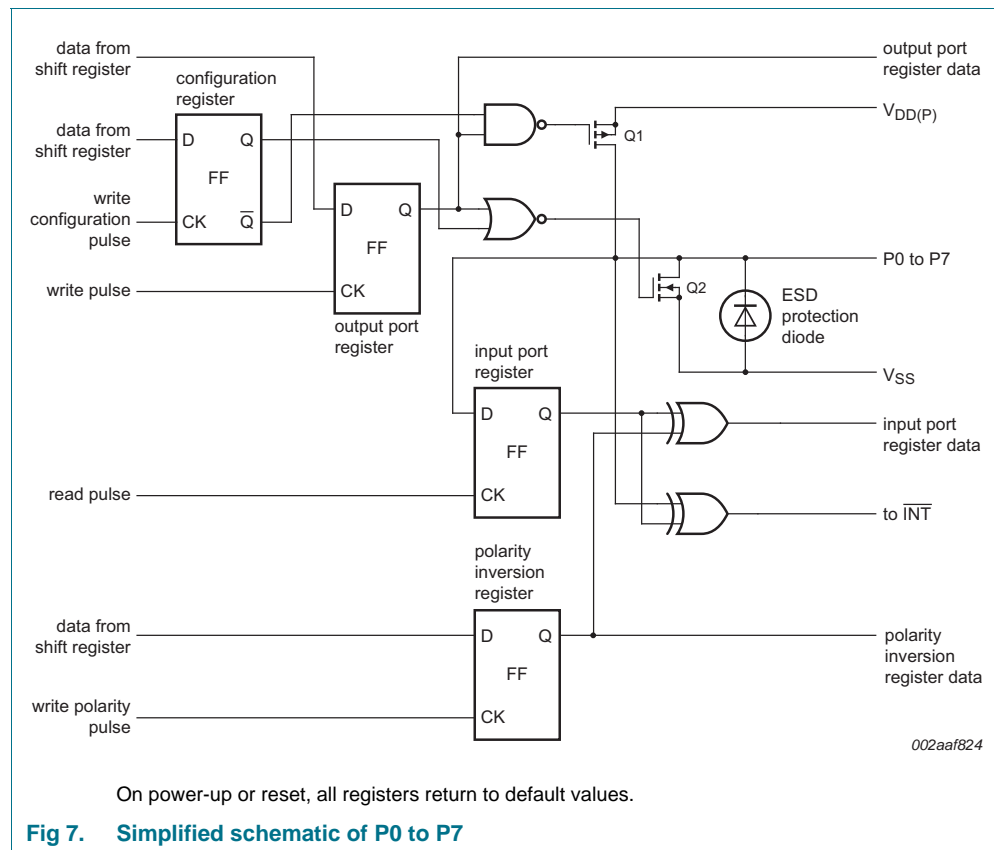 data from
shift register
configuration
register
data from
shift register
D Q
FF
CK Q̅
write
configuration
pulse
write pulse
D Q
FF
CK
output port
register
output port
register data
V_DD(P)
Q1
P0 to P7
Q2
ESD
protection
diode
V_SS
input port
register
D Q
FF
CK
read pulse
input port
register data
to I̅N̅T̅
polarity
inversion
register
data from
shift register
D Q
FF
CK
write polarity
pulse
polarity
inversion
register data
002aaf824
On power-up or reset, all registers return to default values.
Fig 7. Simplified schematic of P0 to P7